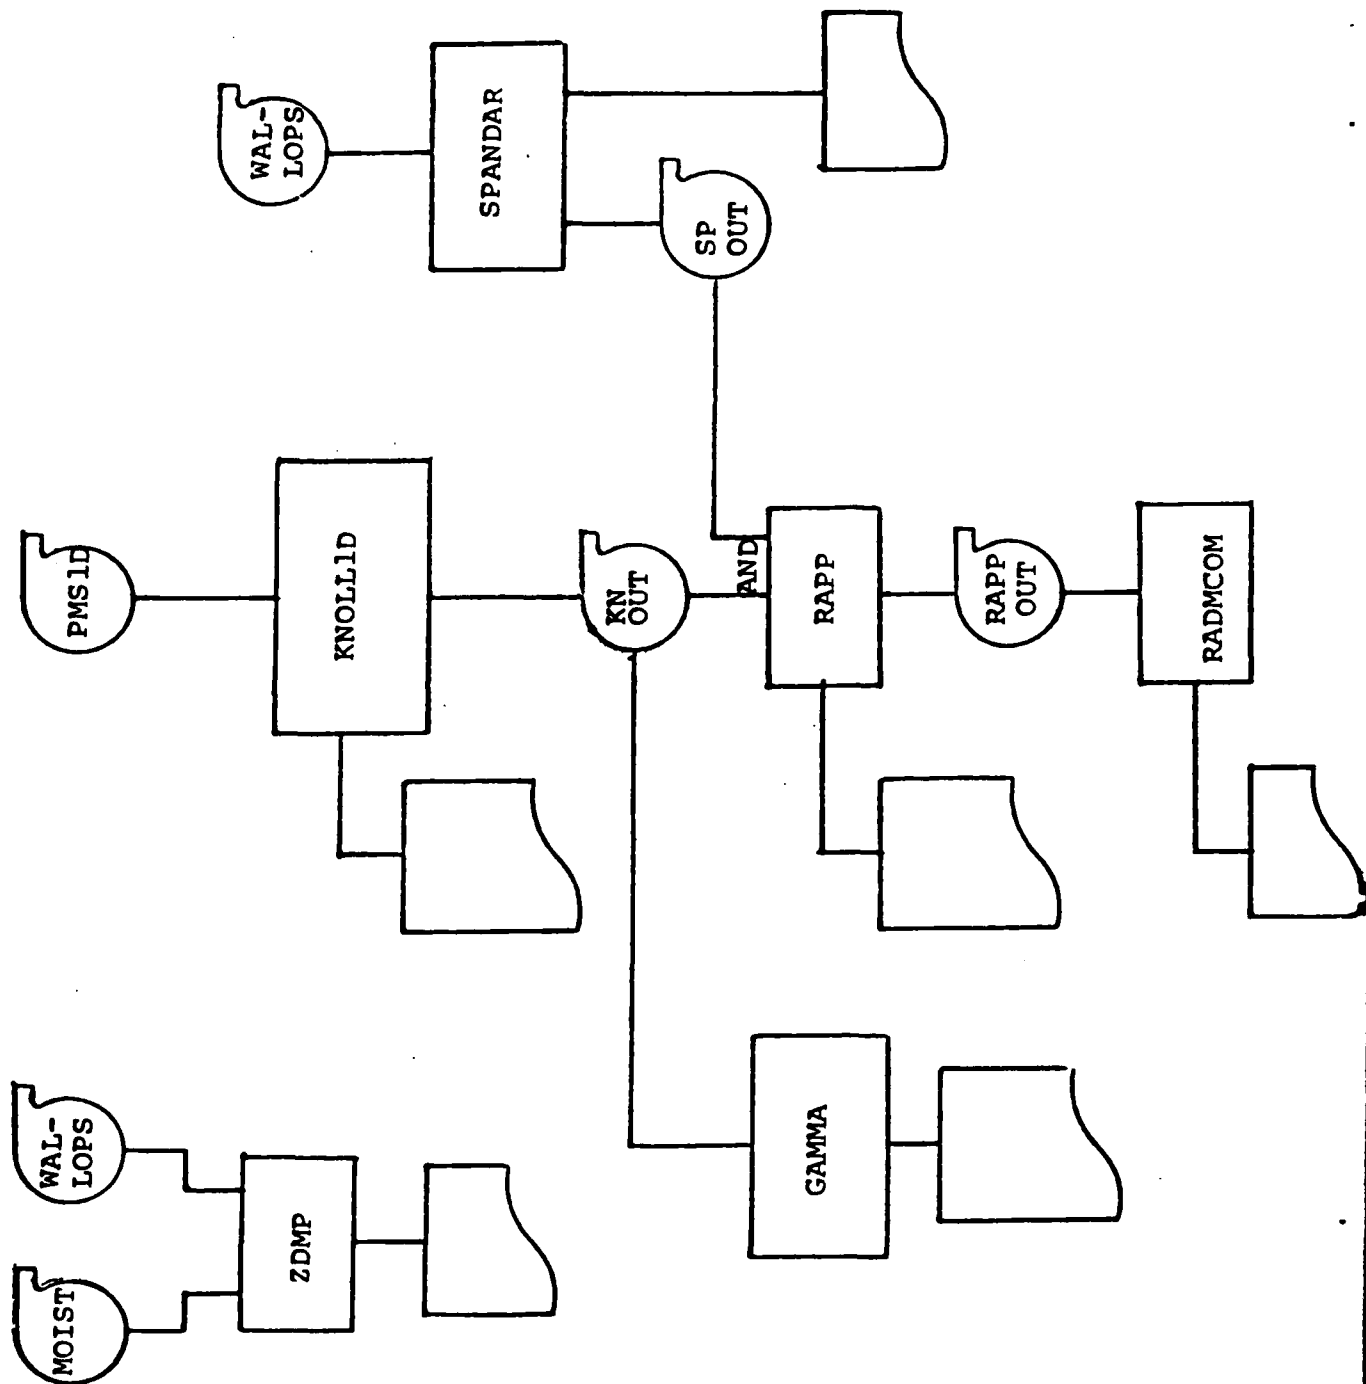 MOIST
WAL-
LOPS
ZDMP
PMS1D
KNOLL1D
WAL-
LOPS
SPANDAR
SP
OUT
KN
OUT
AND
RAPP
GAMMA
RAPP
OUT
RADMCOM